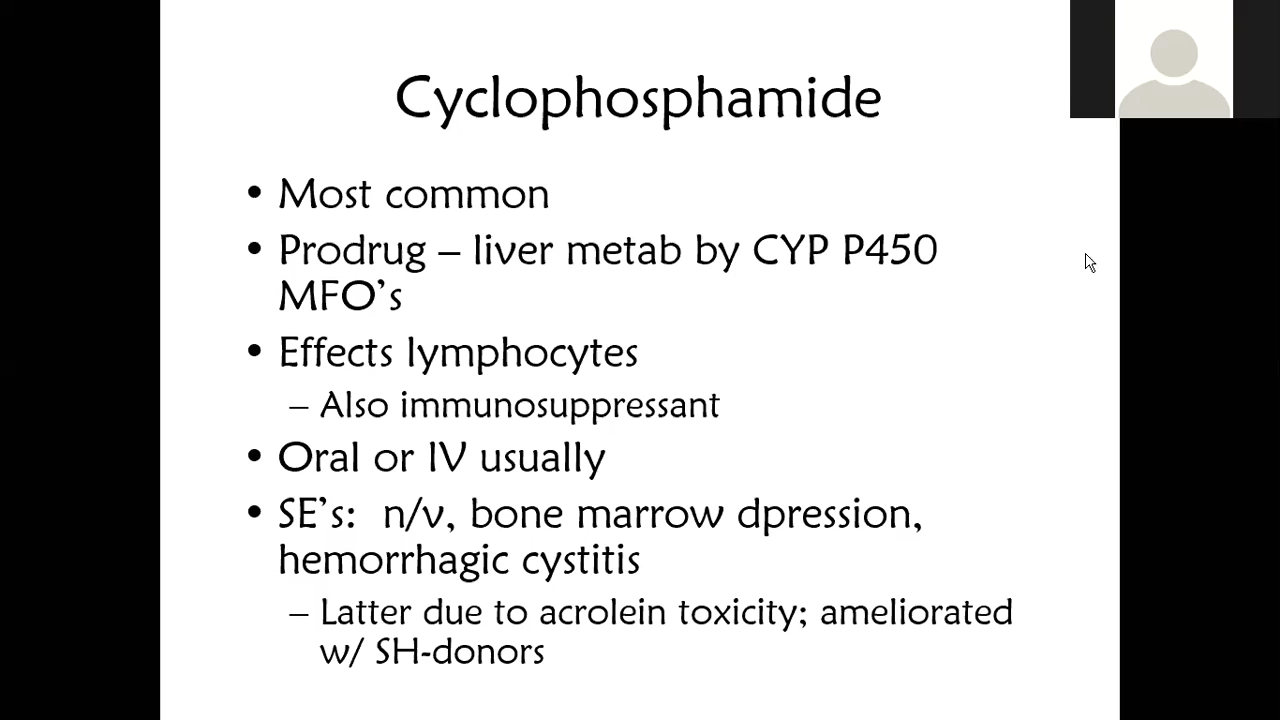 Cyclophosphamide
• Most common
• Prodrug – liver metab by CYP P450
MFO's
• Effects lymphocytes
– Also immunosuppressant
• Oral or IV usually
• SE's:  n/v, bone marrow dpression,
hemorrhagic cystitis
– Latter due to acrolein toxicity; ameliorated
w/ SH-donors